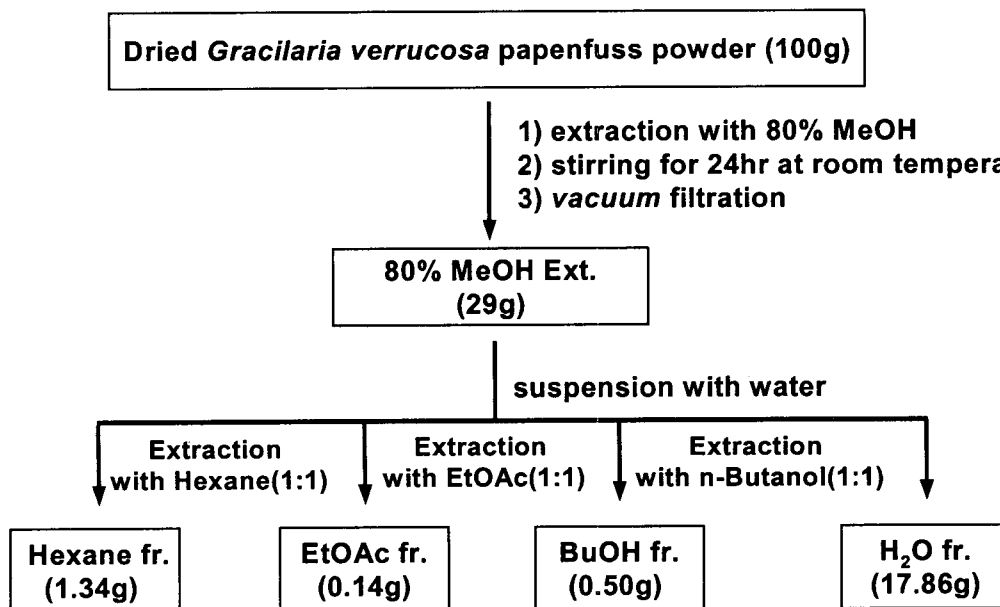 Dried Gracilaria verrucosa papenfuss powder (100g)
1) extraction with 80% MeOH
2) stirring for 24hr at room
3) vacuum filtration
80% MeOH Ext.
(29g)
suspension with water
Extraction
with Hexane(1:1)
Extraction
with EtOAc(1:1)
Extraction
with n-Butanol(1:1)
Hexane fr.
(1.34g)
EtOAc fr.
(0.14g)
BuOH fr.
(0.50g)
H₂O fr.
(17.86g)